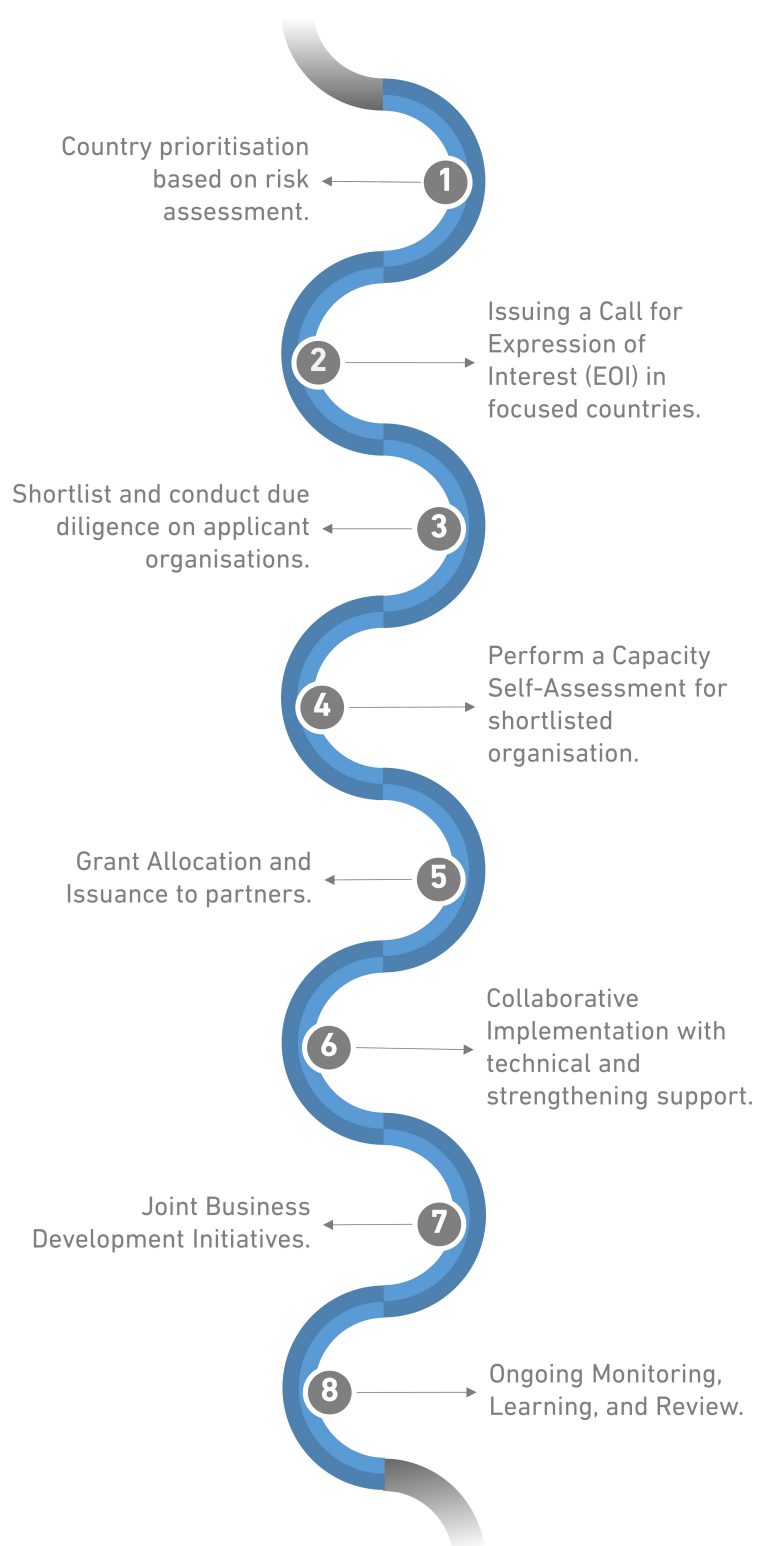 1
Country prioritisation
based on risk
assessment.
2
Issuing a Call for
Expression of
Interest (EOI) in
focused countries.
3
Shortlist and conduct due
diligence on applicant
organisations.
4
Perform a Capacity
Self-Assessment for
shortlisted
organisation.
5
Grant Allocation and
Issuance to partners.
6
Collaborative
Implementation with
technical and
strengthening support.
7
Joint Business
Development Initiatives.
8
Ongoing Monitoring,
Learning, and Review.